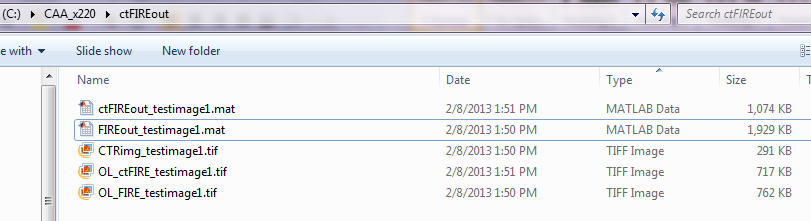 (C:) ▸ CAA_x220 ▸ ctFIREout Search ctFIREout
e with Slide show New folder
Name Date Type Size
ctFIREout_testimage1.mat 2/8/2013 1:51 PM MATLAB Data 1,074 KB
FIREout_testimage1.mat 2/8/2013 1:50 PM MATLAB Data 1,929 KB
CTRimg_testimage1.tif 2/8/2013 1:50 PM TIFF Image 291 KB
OL_ctFIRE_testimage1.tif 2/8/2013 1:51 PM TIFF Image 717 KB
OL_FIRE_testimage1.tif 2/8/2013 1:50 PM TIFF Image 762 KB